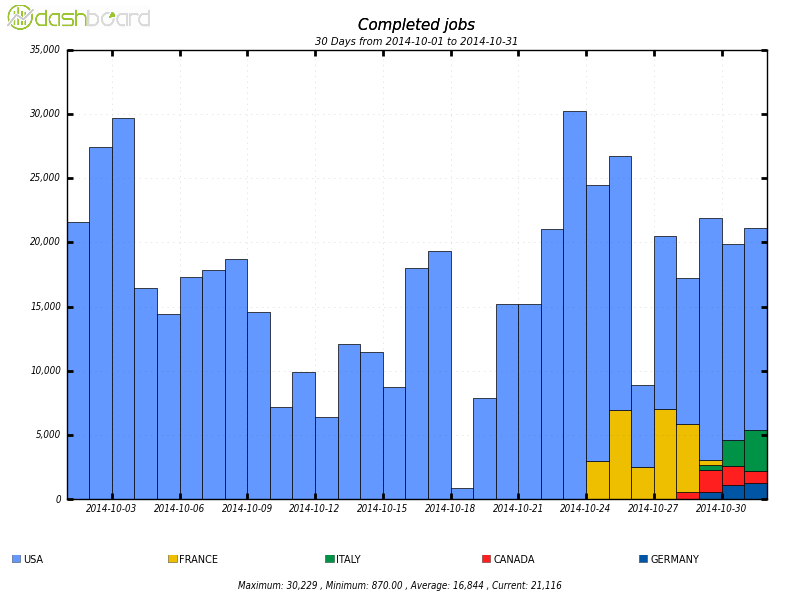 dashboard
Completed jobs
30 Days from 2014-10-01 to 2014-10-31
35,000
30,000
25,000
20,000
15,000
10,000
5,000
0
2014-10-03 2014-10-06 2014-10-09 2014-10-12 2014-10-15 2014-10-18 2014-10-21 2014-10-24 2014-10-27 2014-10-30
USA FRANCE ITALY CANADA GERMANY
Maximum: 30,229 , Minimum: 870.00 , Average: 16,844 , Current: 21,116